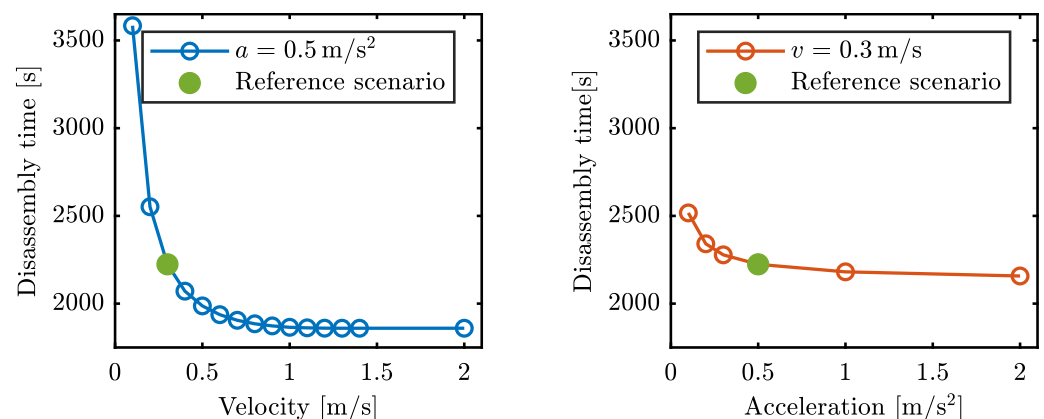 3500
3000
2500
2000
Disassembly time [s]
a = 0.5 m/s²
Reference scenario
0 0.5 1 1.5 2
Velocity [m/s]
3500
3000
2500
2000
Disassembly time[s]
v = 0.3 m/s
Reference scenario
0 0.5 1 1.5 2
Acceleration [m/s²]